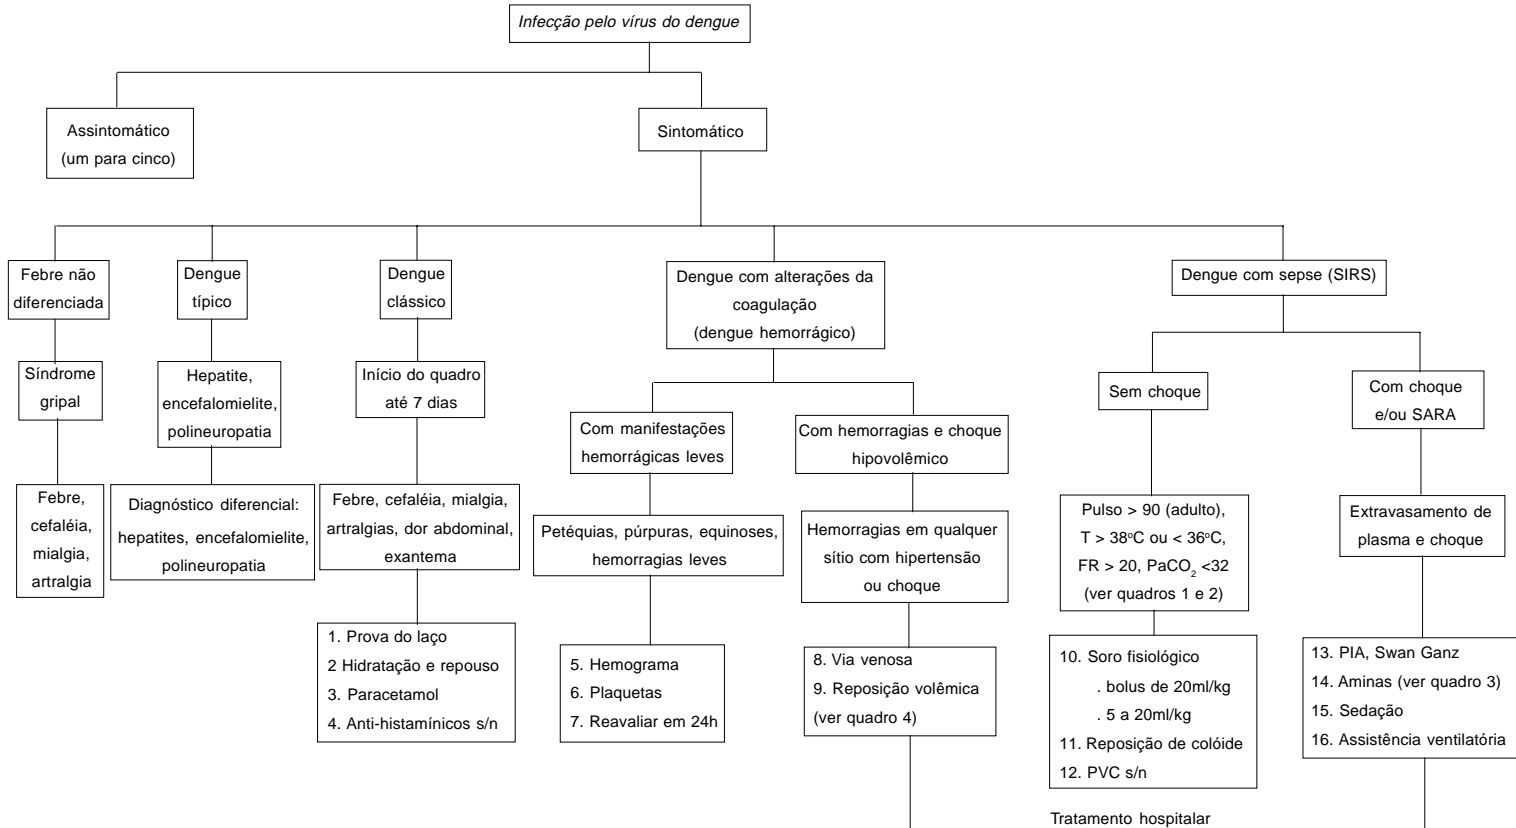 Infecção pelo vírus do dengue
Assintomático
(um para cinco)
Sintomático
Febre não
diferenciada
Dengue
típico
Dengue
clássico
Dengue com alterações da
coagulação
(dengue hemorrágico)
Dengue com sepse (SIRS)
Síndrome
gripal
Hepatite,
encefalomielite,
polineuropatia
Início do quadro
até 7 dias
Com manifestações
hemorrágicas leves
Com hemorragias e choque
hipovolêmico
Sem choque
Com choque
e/ou SARA
Febre,
cefaléia,
mialgia,
artralgia
Diagnóstico diferencial:
hepatites, encefalomielite,
polineuropatia
Febre, cefaléia, mialgia,
artralgias, dor abdominal,
exantema
Petéquias, púrpuras, equinoses,
hemorragias leves
Hemorragias em qualquer
sítio com hipertensão
ou choque
Pulso > 90 (adulto),
T > 38ºC ou < 36ºC,
FR > 20, PaCO2 <32
(ver quadros 1 e 2)
Extravasamento de
plasma e choque
1. Prova do laço
2 Hidratação e repouso
3. Paracetamol
4. Anti-histamínicos s/n
5. Hemograma
6. Plaquetas
7. Reavaliar em 24h
8. Via venosa
9. Reposição volêmica
(ver quadro 4)
10. Soro fisiológico
. bolus de 20ml/kg
. 5 a 20ml/kg
11. Reposição de colóide
12. PVC s/n
13. PIA, Swan Ganz
14. Aminas (ver quadro 3)
15. Sedação
16. Assistência ventilatória
Tratamento hospitalar